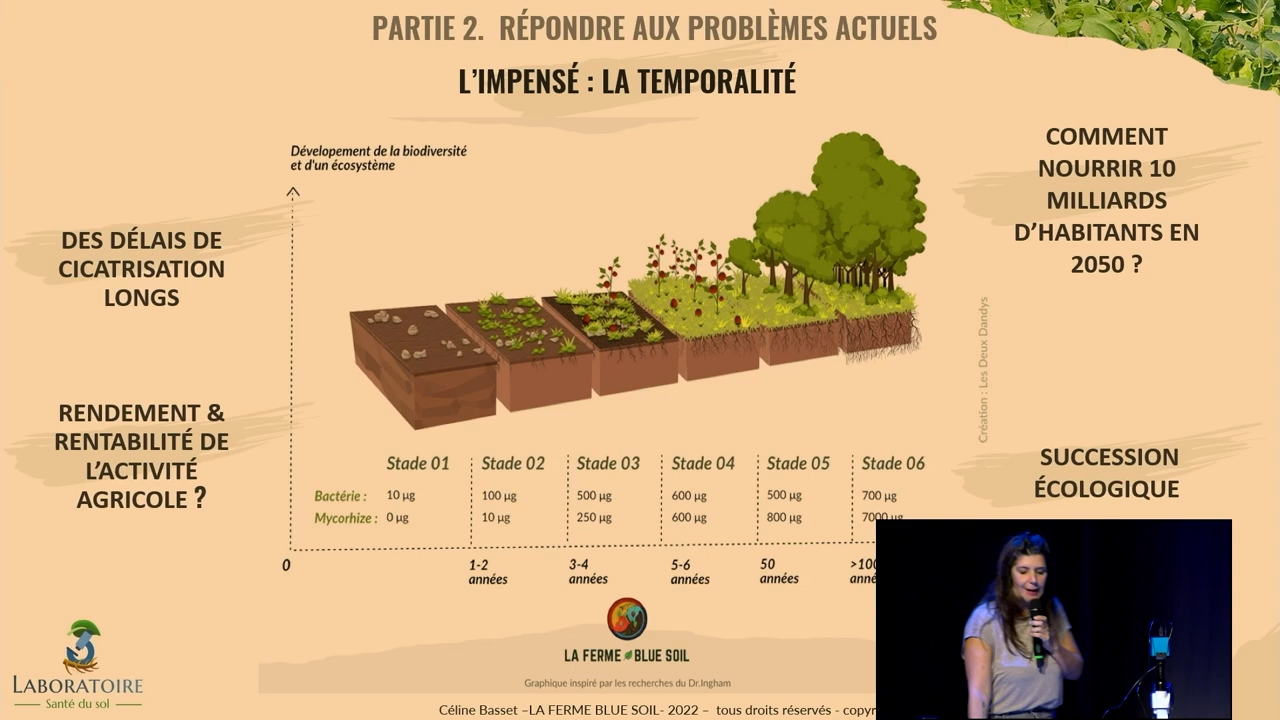 PARTIE 2. RÉPONDRE AUX PROBLÈMES ACTUELS
L'IMPENSÉ : LA TEMPORALITÉ
Dévelopement de la biodiversité
et d'un écosystème
DES DÉLAIS DE
CICATRISATION
LONGS
RENDEMENT &
RENTABILITÉ DE
L'ACTIVITÉ
AGRICOLE ?
COMMENT
NOURRIR 10
MILLIARDS
D'HABITANTS EN
2050 ?
Création : Les Deux Dandys
SUCCESSION
ÉCOLOGIQUE
Stade 01 Stade 02 Stade 03 Stade 04 Stade 05 Stade 06
Bactérie : 10 µg 100 µg 500 µg 600 µg 500 µg 700 µg
Mycorhize : 0 µg 10 µg 250 µg 600 µg 800 µg 7000 µg
0 1-2 3-4 5-6 50
années années années années
LA FERME BLUE SOIL
Graphique inspiré par les recherches du Dr.Ingham
LABORATOIRE
Santé du sol
Céline Basset –LA FERME BLUE SOIL- 2022 – tous droits réservés -